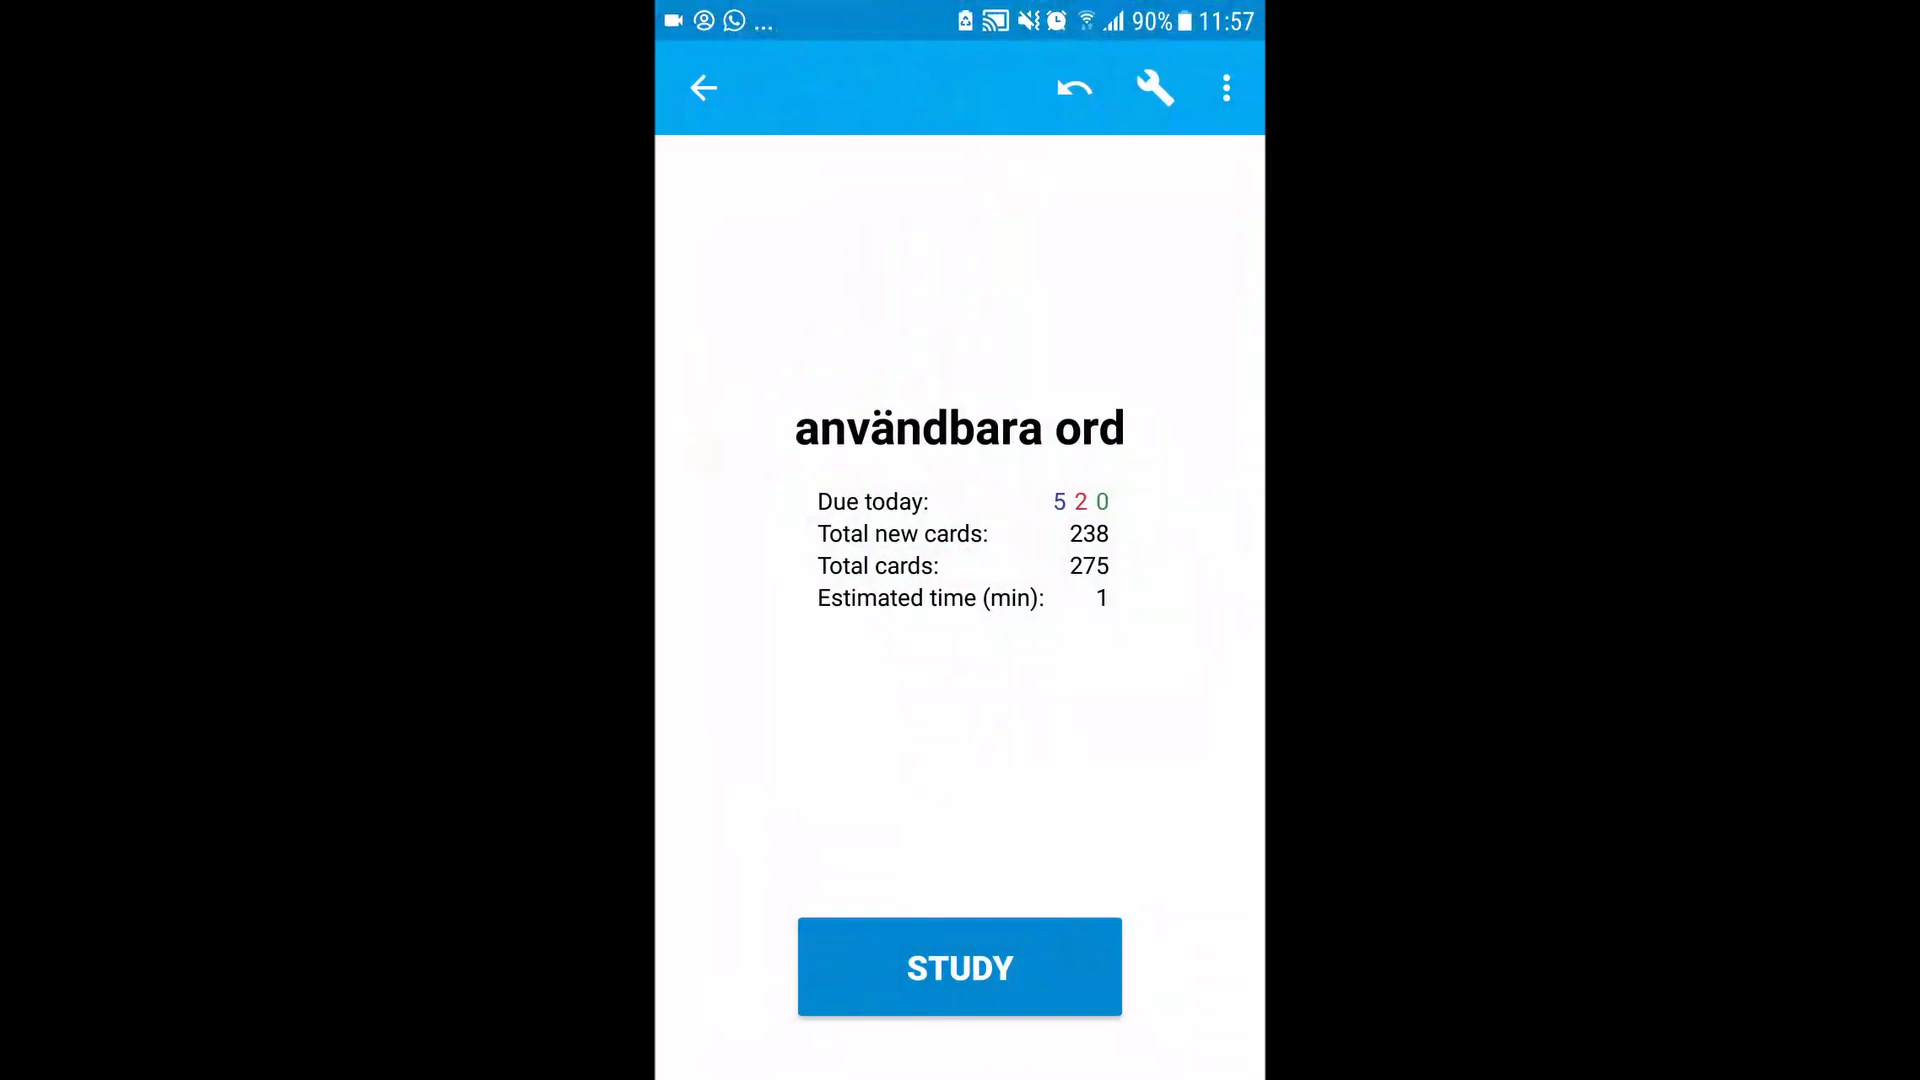 ... 90% 11:57
användbara ord
Due today: 5 2 0
Total new cards: 238
Total cards: 275
Estimated time (min): 1
STUDY